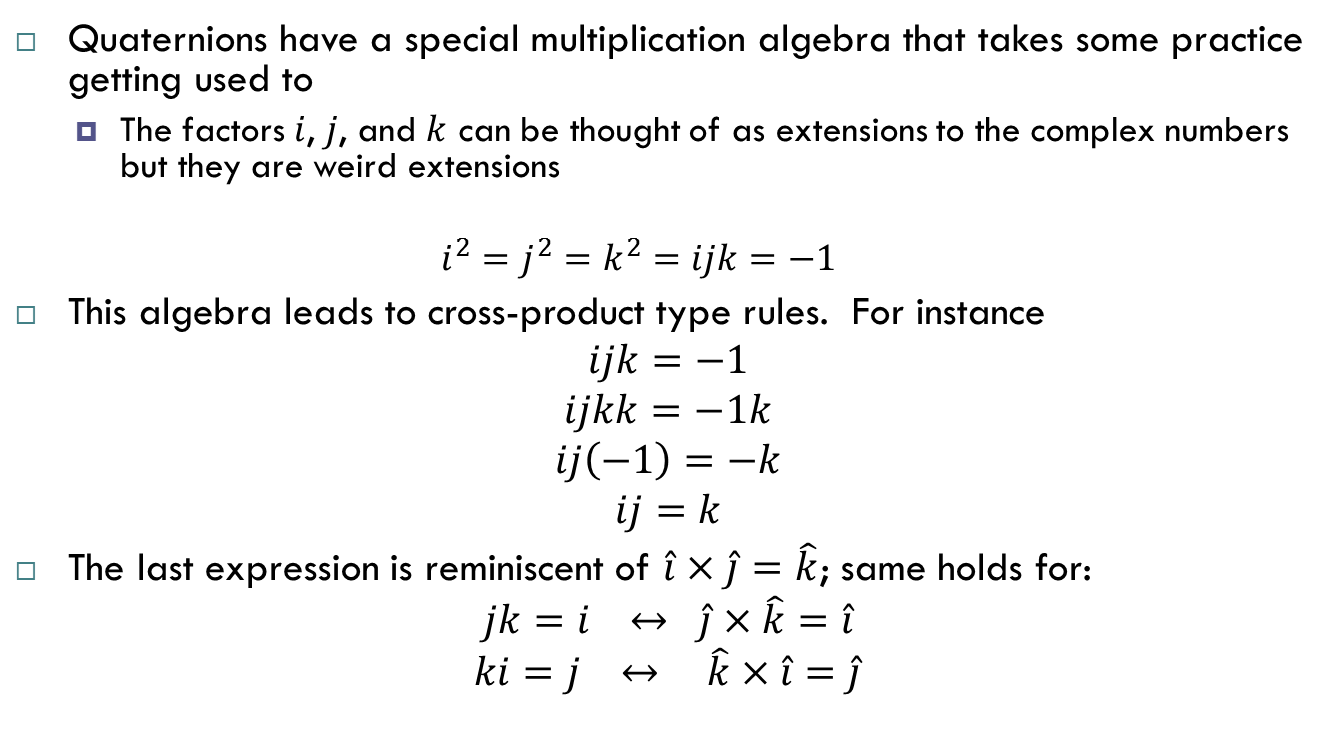 Quaternions have a special multiplication algebra that takes some practice
getting used to
The factors i, j, and k can be thought of as extensions to the complex numbers
but they are weird extensions
i² = j² = k² = ijk = −1
This algebra leads to cross-product type rules. For instance
ijk = −1
ijkk = −1k
ij(−1) = −k
ij = k
The last expression is reminiscent of î × ĵ = k̂; same holds for:
jk = i ↔ ĵ × k̂ = î
ki = j ↔ k̂ × î = ĵ